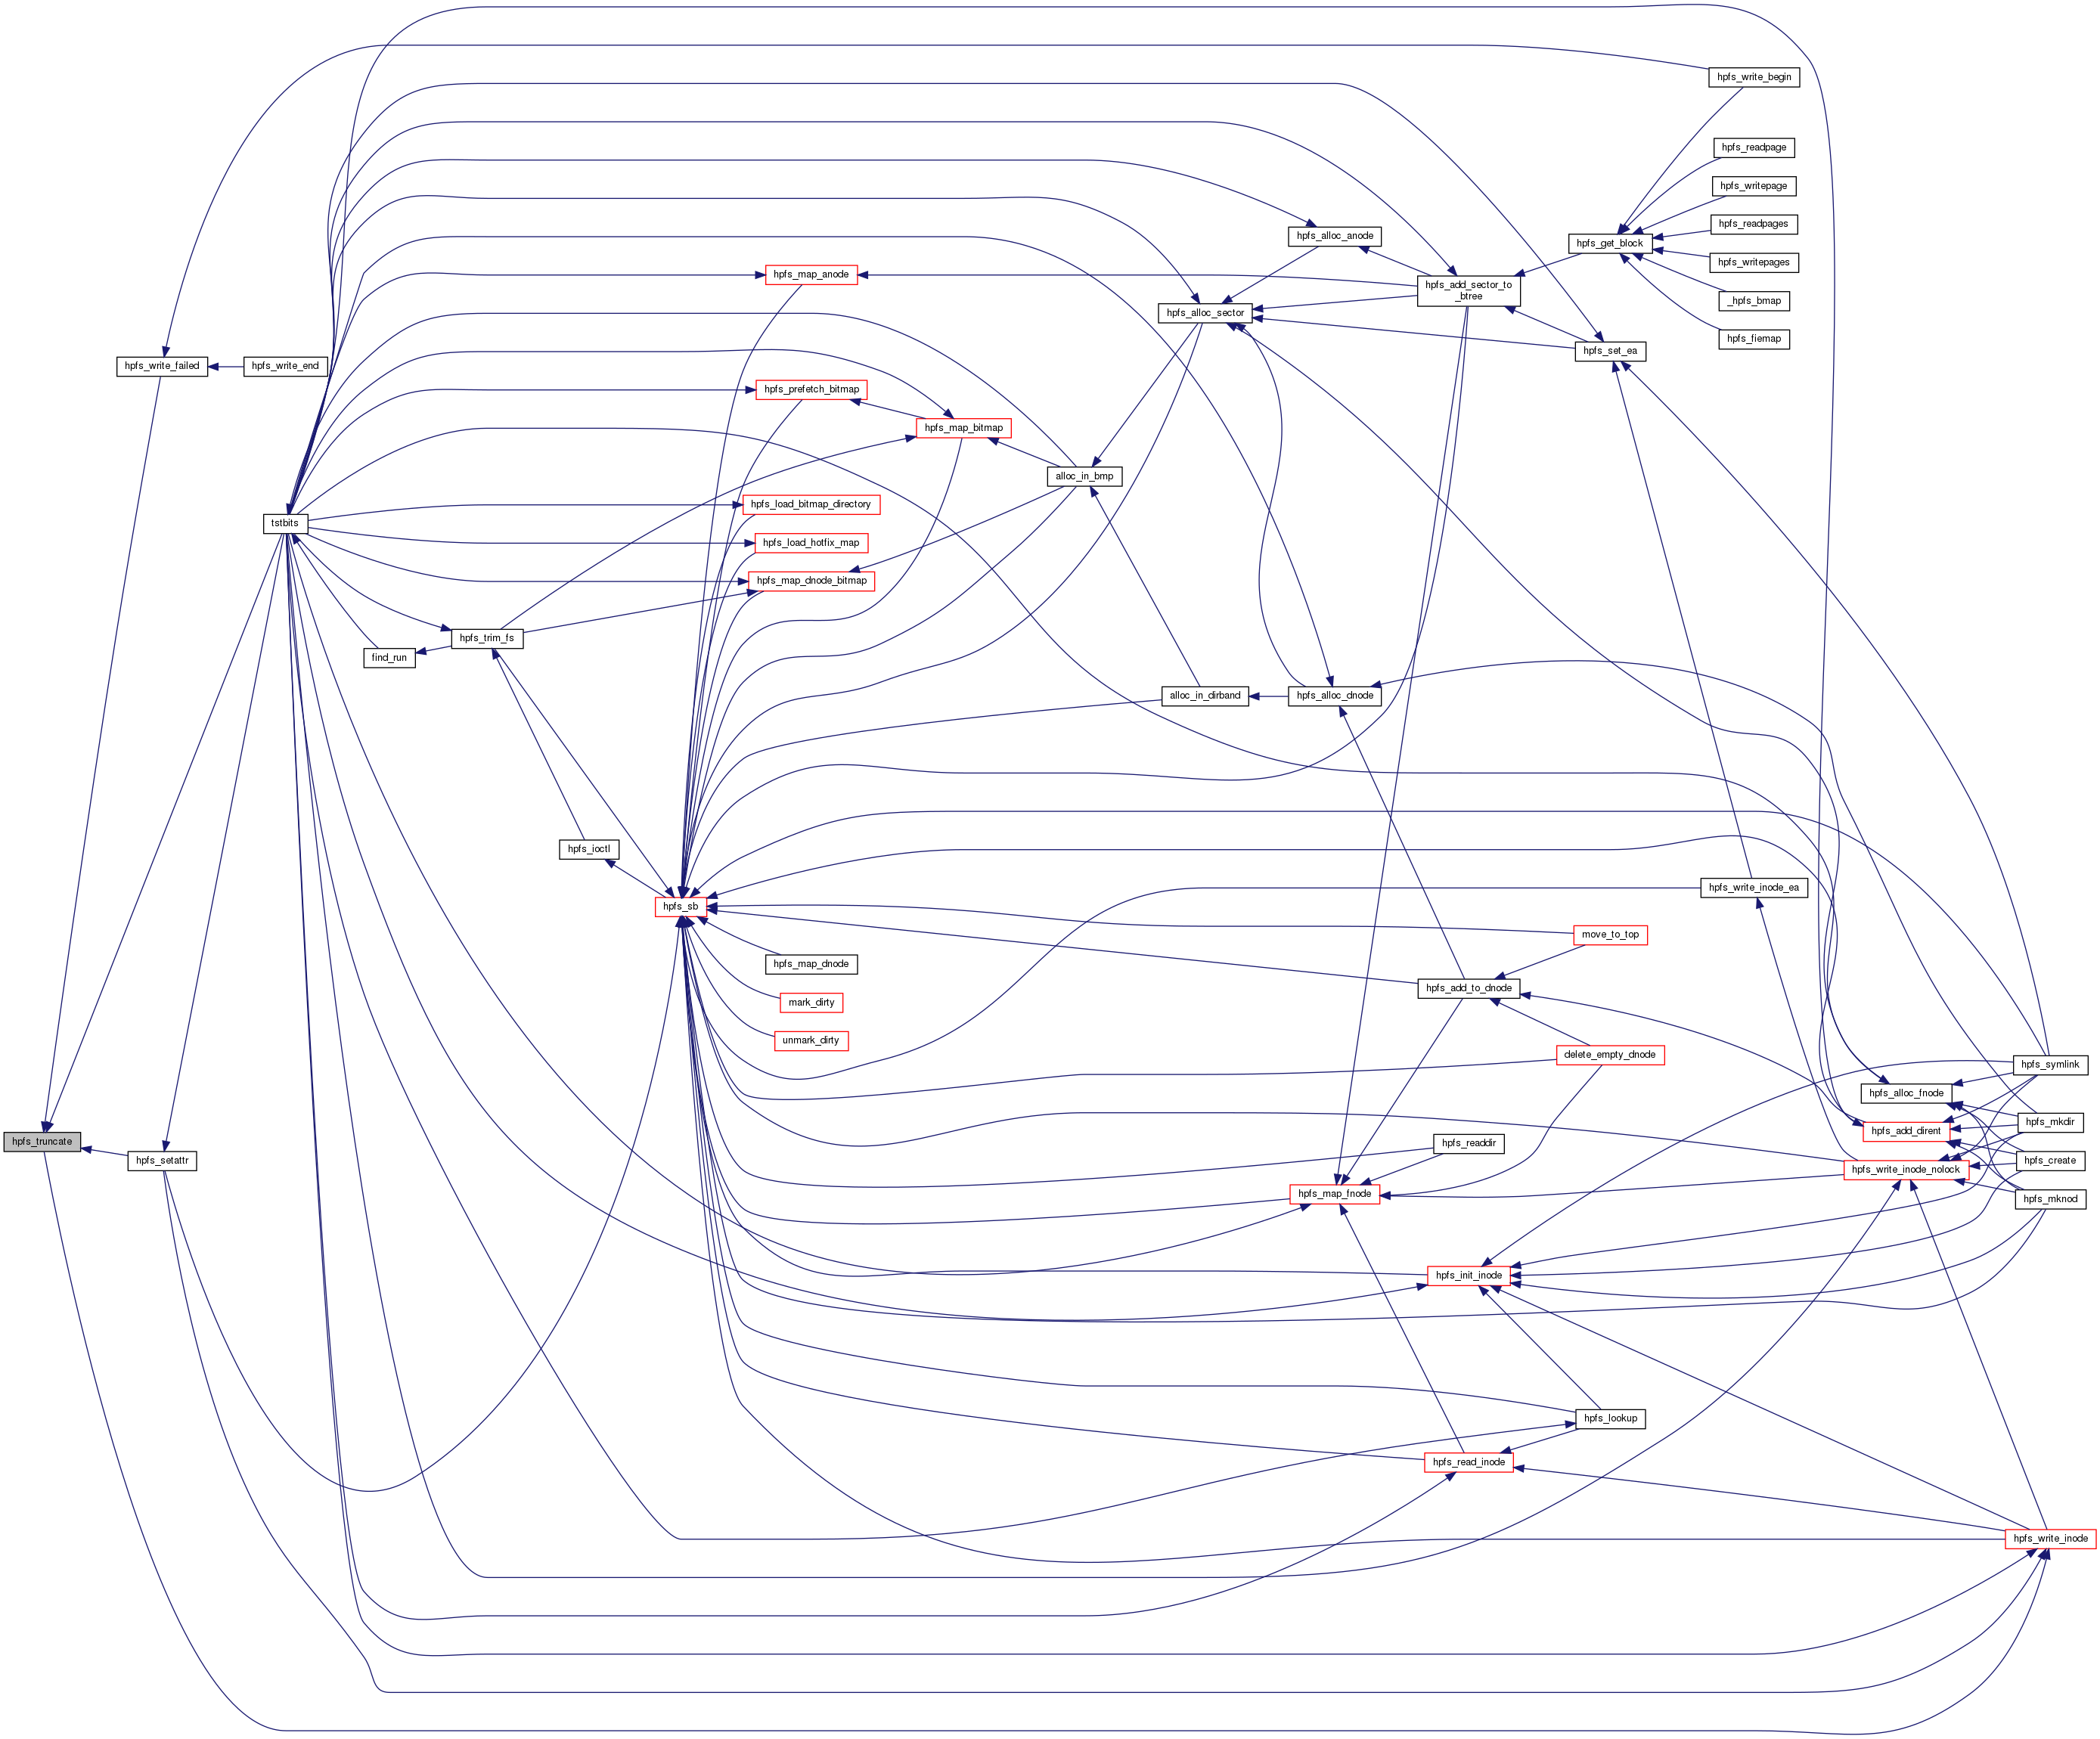 hpfs_write_begin
hpfs_readpage
hpfs_writepage
hpfs_readpages
hpfs_alloc_anode
hpfs_get_block
hpfs_writepages
hpfs_map_anode
hpfs_add_sector_to
_btree
_hpfs_bmap
hpfs_alloc_sector
hpfs_fiemap
hpfs_set_ea
hpfs_write_failed
hpfs_write_end
hpfs_prefetch_bitmap
hpfs_map_bitmap
alloc_in_bmp
hpfs_load_bitmap_directory
tstbits
hpfs_load_hotfix_map
hpfs_map_dnode_bitmap
hpfs_trim_fs
find_run
alloc_in_dirband
hpfs_alloc_dnode
hpfs_ioctl
hpfs_write_inode_ea
hpfs_sb
move_to_top
hpfs_map_dnode
hpfs_add_to_dnode
mark_dirty
unmark_dirty
delete_empty_dnode
hpfs_symlink
hpfs_alloc_fnode
hpfs_mkdir
hpfs_add_dirent
hpfs_truncate
hpfs_readdir
hpfs_setattr
hpfs_create
hpfs_write_inode_nolock
hpfs_map_fnode
hpfs_mknod
hpfs_init_inode
hpfs_lookup
hpfs_read_inode
hpfs_write_inode